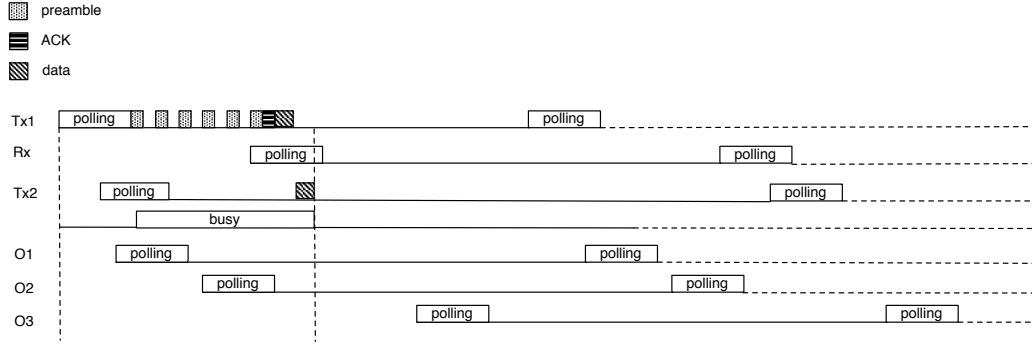 preamble
ACK
data
Tx1 polling polling
Rx polling polling
Tx2 polling polling
busy
O1 polling polling
O2 polling polling
O3 polling polling